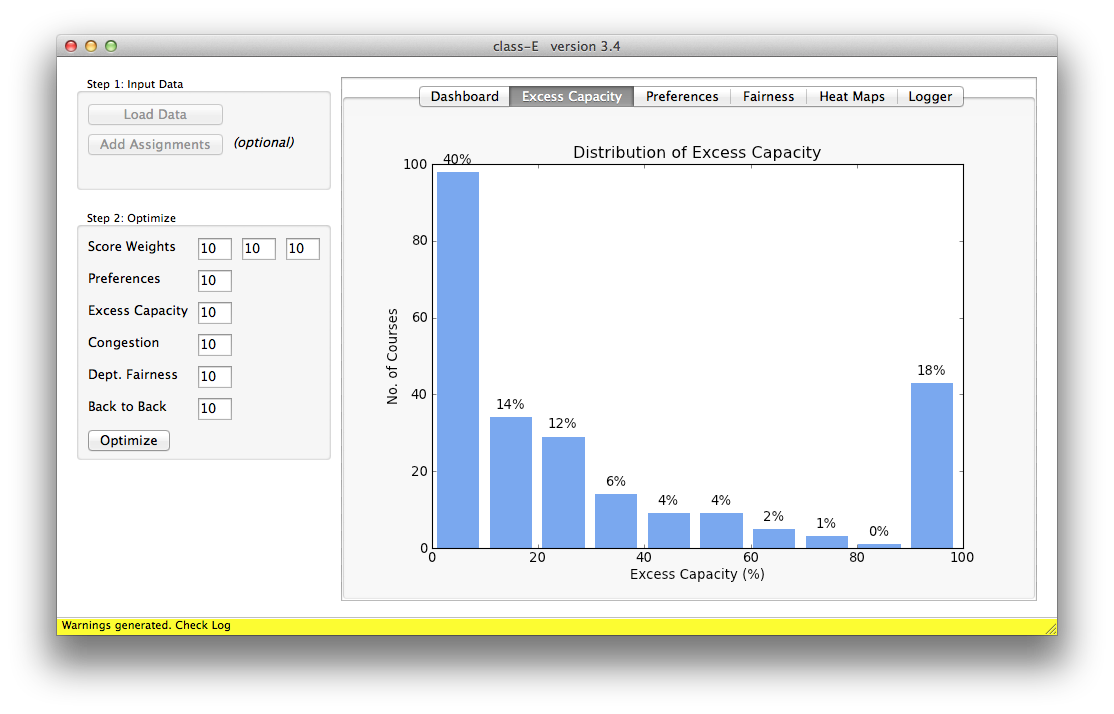 class-E   version 3.4
Step 1: Input Data
Load Data
Add Assignments
(optional)
Step 2: Optimize
Score Weights 10 10 10
Preferences 10
Excess Capacity 10
Congestion 10
Dept. Fairness 10
Back to Back 10
Optimize
Dashboard Excess Capacity Preferences Fairness Heat Maps Logger
Distribution of Excess Capacity
No. of Courses
100
80
60
40
20
0
40%
14%
12%
6%
4%
4%
2%
1%
0%
18%
0 20 40 60 80 100
Excess Capacity (%)
Warnings generated. Check Log